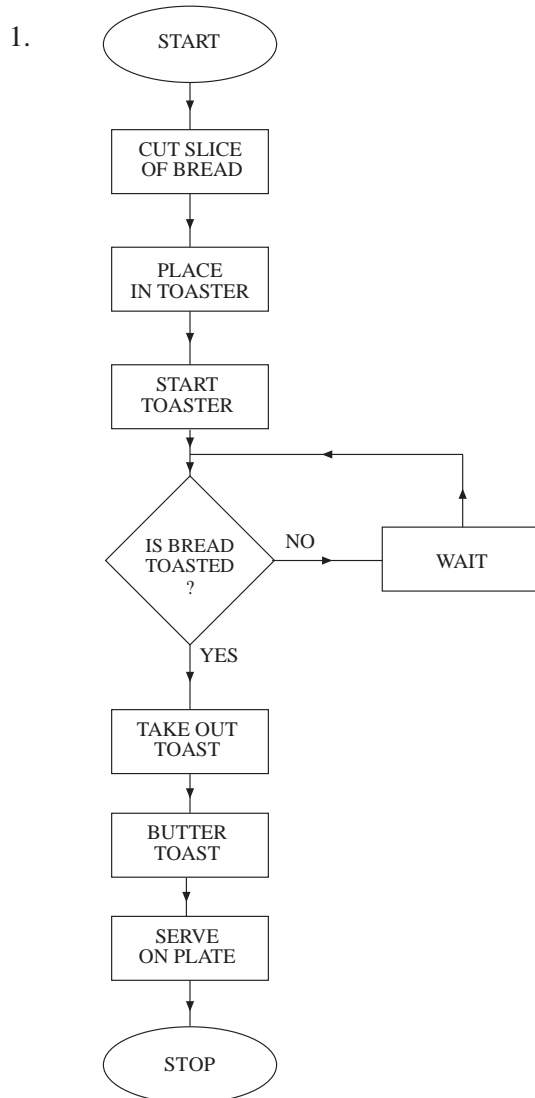 1.
START
CUT SLICE
OF BREAD
PLACE
IN TOASTER
START
TOASTER
IS BREAD
TOASTED
?
NO
WAIT
YES
TAKE OUT
TOAST
BUTTER
TOAST
SERVE
ON PLATE
STOP